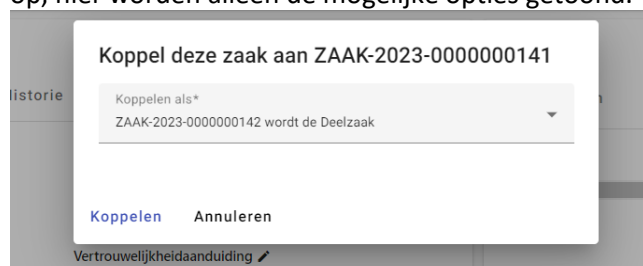 op, hier worden alleen de mogelijke opties getoond.
Koppel deze zaak aan ZAAK-2023-0000000141
Historie
Koppelen als*
ZAAK-2023-0000000142 wordt de Deelzaak
Koppelen Annuleren
Vertrouwelijkheidaanduiding